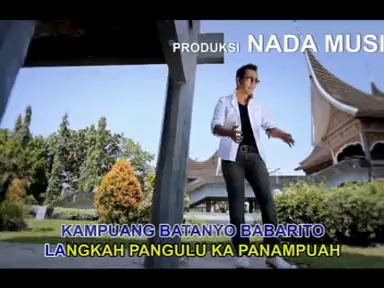 PRODUKSI NADA MUSI
KAMPUANG BATANYO BABARITO
LANGKAH PANGULU KA PANAMPUAH